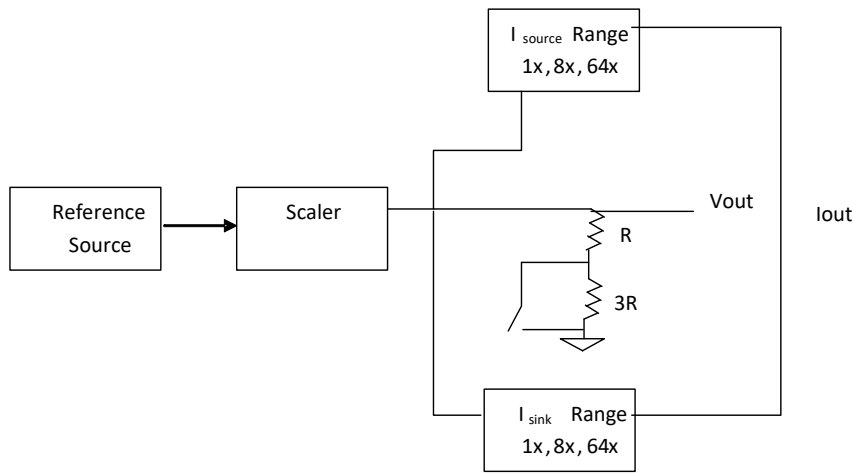 I source Range
1x, 8x, 64x
Reference
Source
Scaler
Vout
Iout
R
3R
I sink Range
1x, 8x, 64x